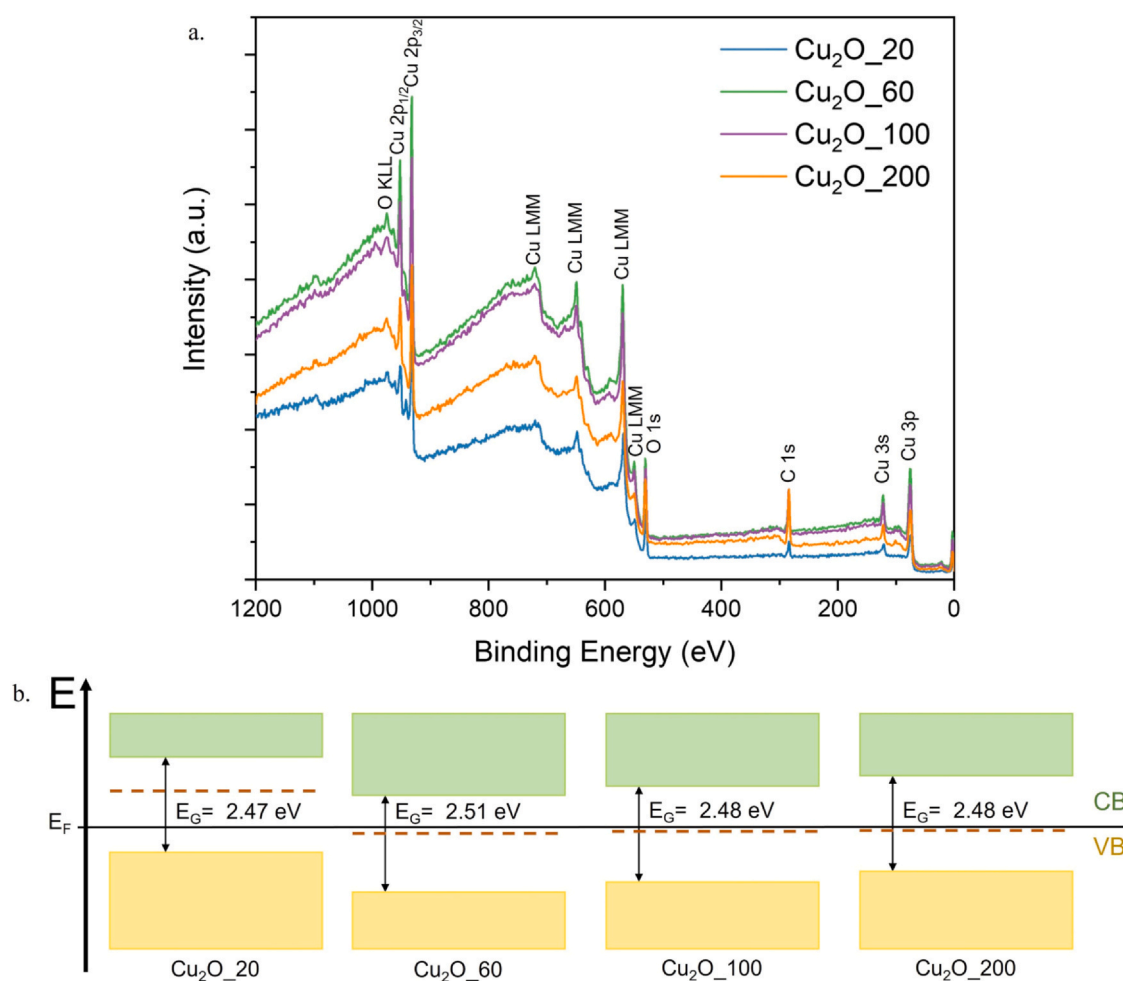 a.
Cu₂O_20
Cu₂O_60
Cu₂O_100
Cu₂O_200
O KLL
Cu 2p₁/₂
Cu 2p₃/₂
Cu LMM
Cu LMM
Cu LMM
Cu LMM
O 1s
C 1s
Cu 3s
Cu 3p
Intensity (a.u.)
1200 1000 800 600 400 200 0
Binding Energy (eV)
b.
E
E_G= 2.47 eV E_G= 2.51 eV E_G= 2.48 eV E_G= 2.48 eV CB
E_F
VB
Cu₂O_20 Cu₂O_60 Cu₂O_100 Cu₂O_200